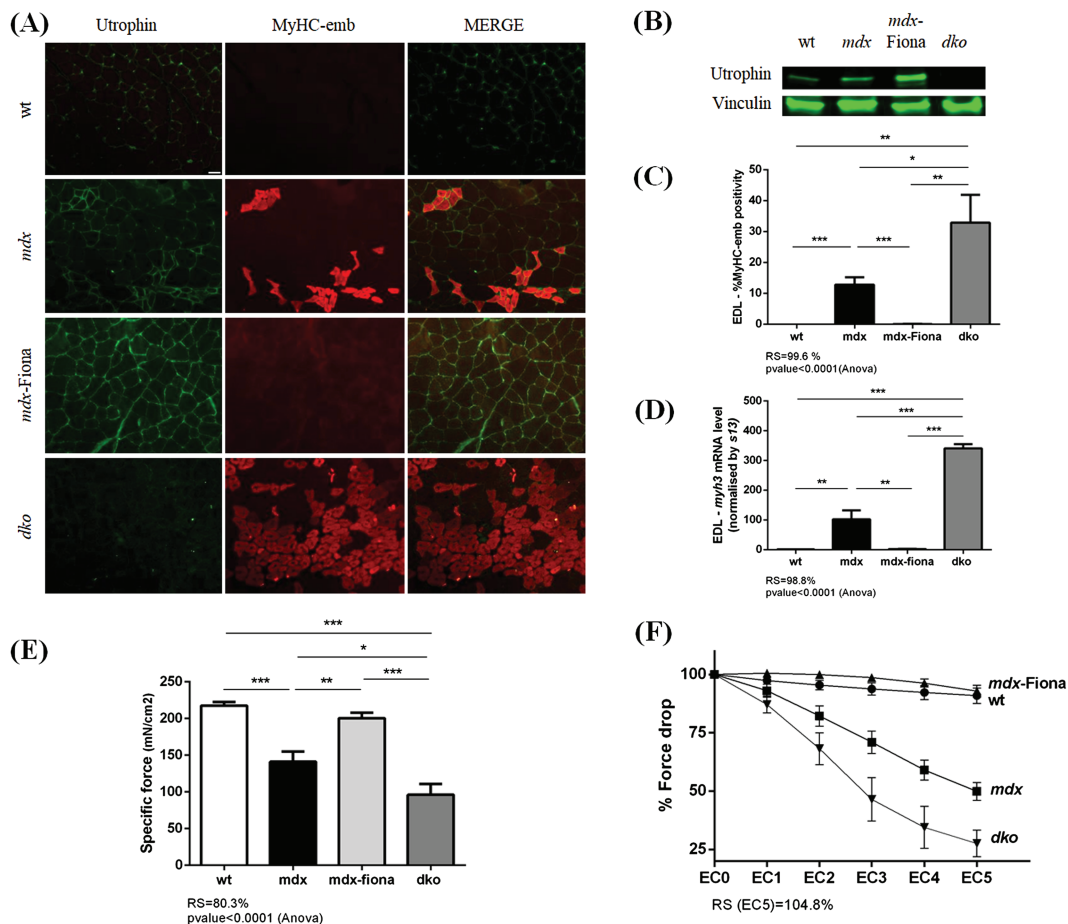 (A)
Utrophin MyHC-emb MERGE
wt
mdx
mdx-Fiona
dko
(B)
wt mdx mdx-Fiona dko
Utrophin
Vinculin
(C)
**
*
**
*** ***
EDL - %MyHC-emb positivity
50
40
30
20
10
0
wt mdx mdx-Fiona dko
RS=99.6 %
pvalue<0.0001(Anova)
(D)
***
***
***
** **
EDL - myh3 mRNA level
(normalised by s13)
500
400
300
200
100
0
wt mdx mdx-fiona dko
RS=98.8%
pvalue<0.0001 (Anova)
(E)
***
*
*** ** ***
Specific force (mN/cm2)
250
200
150
100
50
0
wt mdx mdx-fiona dko
RS=80.3%
pvalue<0.0001 (Anova)
(F)
% Force drop
100
75
50
25
mdx-Fiona
wt
mdx
dko
EC0 EC1 EC2 EC3 EC4 EC5
RS (EC5)=104.8%